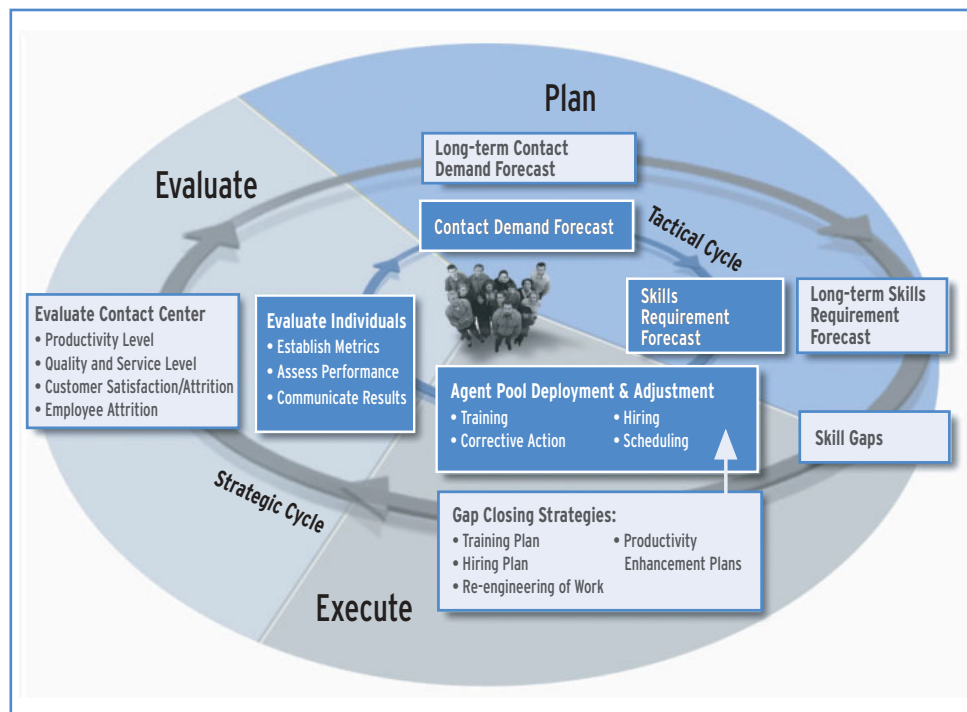 Plan
Long-term Contact
Demand Forecast
Evaluate
Contact Demand Forecast
Tactical Cycle
Skills
Requirement
Forecast
Long-term Skills
Requirement
Forecast
Evaluate Contact Center
• Productivity Level
• Quality and Service Level
• Customer Satisfaction/Attrition
• Employee Attrition
Evaluate Individuals
• Establish Metrics
• Assess Performance
• Communicate Results
Agent Pool Deployment & Adjustment
• Training
• Corrective Action
• Hiring
• Scheduling
Skill Gaps
Strategic Cycle
Gap Closing Strategies:
• Training Plan
• Hiring Plan
• Re-engineering of Work
• Productivity
Enhancement Plans
Execute